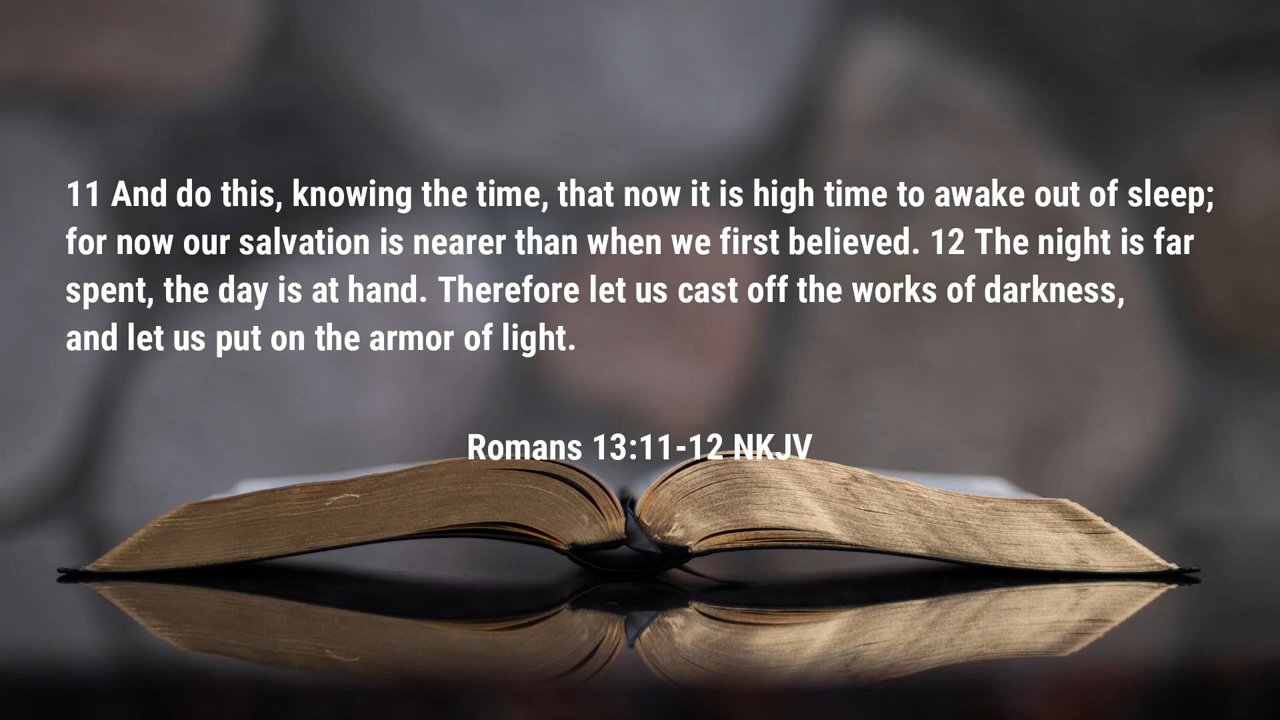 11 And do this, knowing the time, that now it is high time to awake out of sleep;
for now our salvation is nearer than when we first believed. 12 The night is far
spent, the day is at hand. Therefore let us cast off the works of darkness,
and let us put on the armor of light.
Romans 13:11-12 NKJV